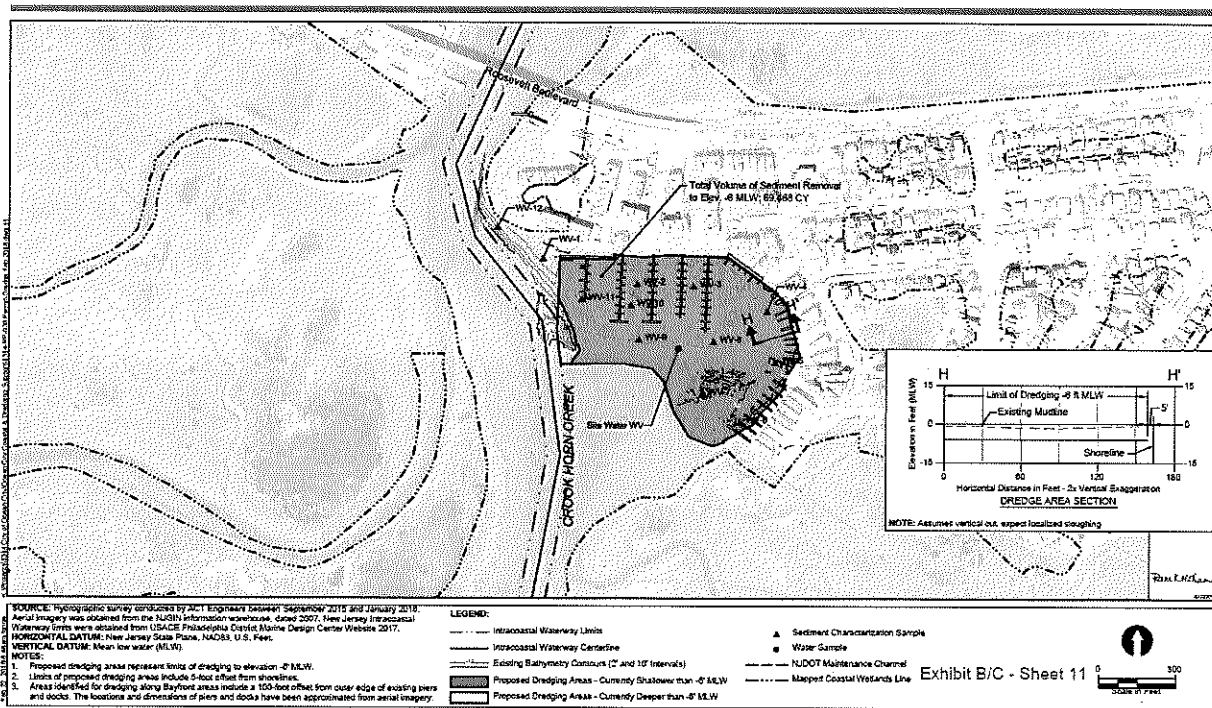 Roosevelt Boulevard
Total Volume of Sediment Removal
to Elev. -6 MLW; 69,668 CY
WV-12
WV-1
WV-2
WV-3
WV-4
WV-11
WV-10
WV-9
H
Site Water WV
CROOK HORN CREEK
H H'
15 15
Limit of Dredging -6 ft MLW
5'
Existing Mudline
0 0
Shoreline
-15 -15
Elevation in Feet (MLW)
0 60 120 180
Horizontal Distance in Feet - 2x Vertical Exaggeration
DREDGE AREA SECTION
NOTE: Assumes vertical cut, expect localized sloughing
SOURCE: Hydrographic survey conducted by ACT Engineers between September 2015 and January 2018.
Aerial imagery was obtained from the NJGIN information warehouse, dated 2007. New Jersey Intracoastal
Waterway limits were obtained from USACE Philadelphia District Marine Design Center Website 2017.
HORIZONTAL DATUM: New Jersey State Plane, NAD83, U.S. Feet.
VERTICAL DATUM: Mean low water (MLW).
NOTES:
1. Proposed dredging areas represent limits of dredging to elevation -6' MLW.
2. Limits of proposed dredging areas include 5-foot offset from shorelines.
3. Areas identified for dredging along Bayfront areas include a 100-foot offset from outer edge of existing piers
and docks. The locations and dimensions of piers and docks have been approximated from aerial imagery.
LEGEND:
Intracoastal Waterway Limits
Intracoastal Waterway Centerline
Existing Bathymetry Contours (2' and 10' Intervals)
Proposed Dredging Areas - Currently Shallower than -6' MLW
Proposed Dredging Areas - Currently Deeper than -6' MLW
Sediment Characterization Sample
Water Sample
NJDOT Maintenance Channel
Mapped Coastal Wetlands Line
Exhibit B/C - Sheet 11
0 300
Scale in Feet